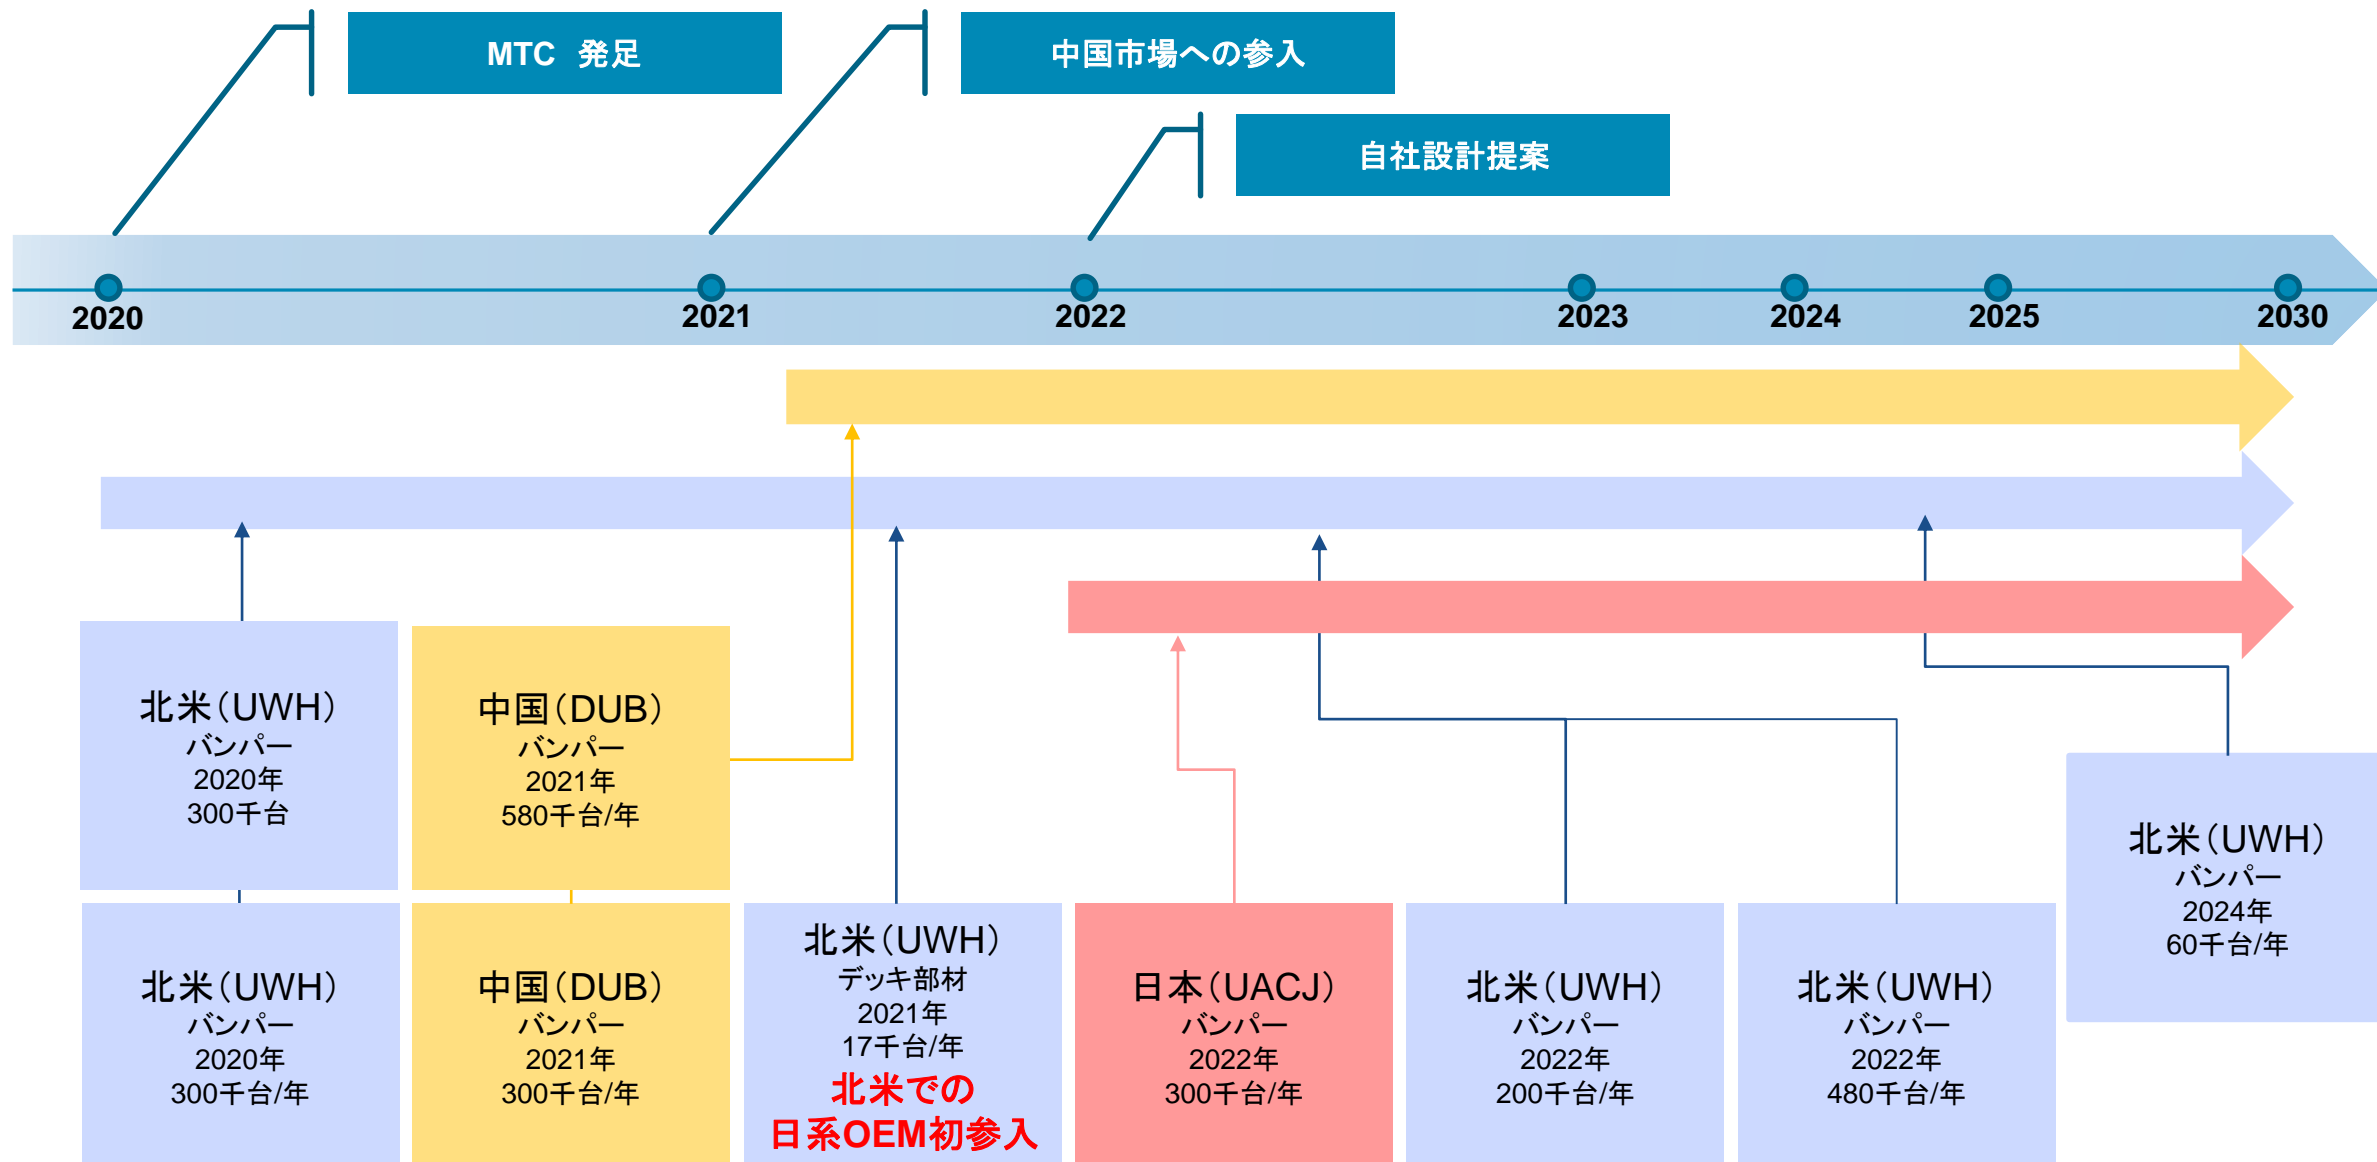 MTC 発足
中国市場への参入
自社設計提案
2020
2021
2022
2023
2024
2025
2030
北米（UWH）
バンパー
2020年
300千台
中国（DUB）
バンパー
2021年
580千台/年
北米（UWH）
バンパー
2020年
300千台/年
中国（DUB）
バンパー
2021年
300千台/年
北米（UWH）
デッキ部材
2021年
17千台/年
北米での
日系OEM初参入
日本（UACJ）
バンパー
2022年
300千台/年
北米（UWH）
バンパー
2022年
200千台/年
北米（UWH）
バンパー
2022年
480千台/年
北米（UWH）
バンパー
2024年
60千台/年